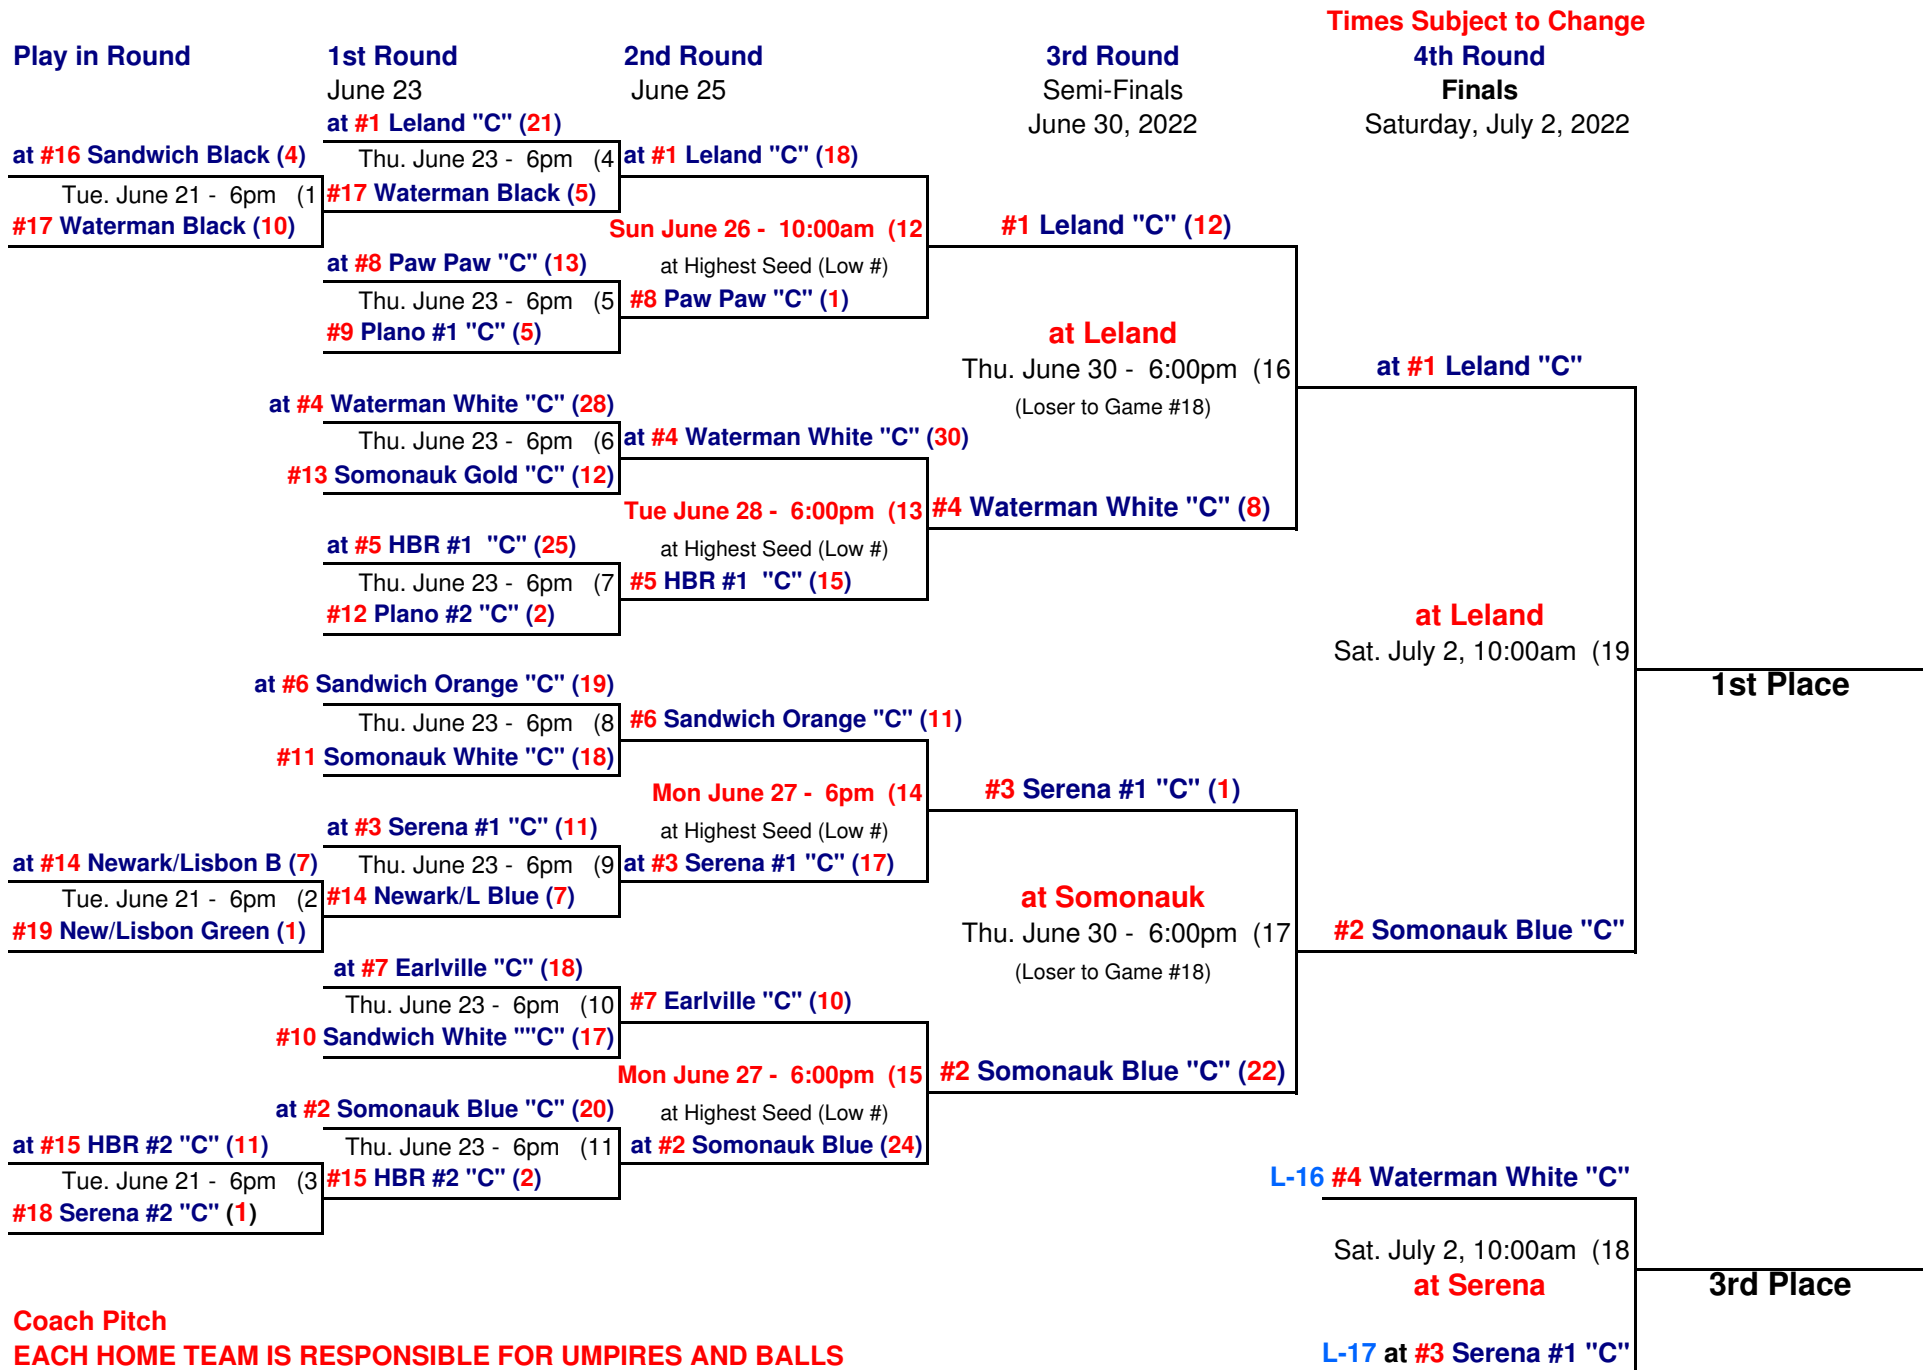 Times Subject to Change
Play in Round 1st Round 2nd Round 3rd Round 4th Round
June 23 June 25 Semi-Finals Finals
June 30, 2022 Saturday, July 2, 2022
at #1 Leland "C" (21)
at #16 Sandwich Black (4)
Thu. June 23 - 6pm (4
at #1 Leland "C" (18)
Tue. June 21 - 6pm (1
#17 Waterman Black (5)
#17 Waterman Black (10)
Sun June 26 - 10:00am (12
#1 Leland "C" (12)
at #8 Paw Paw "C" (13)
at Highest Seed (Low #)
Thu. June 23 - 6pm (5
#8 Paw Paw "C" (1)
#9 Plano #1 "C" (5)
at Leland
Thu. June 30 - 6:00pm (16
at #1 Leland "C"
(Loser to Game #18)
at #4 Waterman White "C" (28)
Thu. June 23 - 6pm (6
at #4 Waterman White "C" (30)
#13 Somonauk Gold "C" (12)
Tue June 28 - 6:00pm (13
#4 Waterman White "C" (8)
at #5 HBR #1 "C" (25)
at Highest Seed (Low #)
Thu. June 23 - 6pm (7
#5 HBR #1 "C" (15)
#12 Plano #2 "C" (2)
at Leland
Sat. July 2, 10:00am (19
1st Place
at #6 Sandwich Orange "C" (19)
Thu. June 23 - 6pm (8
#6 Sandwich Orange "C" (11)
#11 Somonauk White "C" (18)
Mon June 27 - 6pm (14
#3 Serena #1 "C" (1)
at #3 Serena #1 "C" (11)
at Highest Seed (Low #)
at #14 Newark/Lisbon B (7)
Thu. June 23 - 6pm (9
at #3 Serena #1 "C" (17)
Tue. June 21 - 6pm (2
#14 Newark/L Blue (7)
#19 New/Lisbon Green (1)
at Somonauk
Thu. June 30 - 6:00pm (17
#2 Somonauk Blue "C"
(Loser to Game #18)
at #7 Earlville "C" (18)
Thu. June 23 - 6pm (10
#7 Earlville "C" (10)
#10 Sandwich White ""C" (17)
Mon June 27 - 6:00pm (15
#2 Somonauk Blue "C" (22)
at #2 Somonauk Blue "C" (20)
at Highest Seed (Low #)
at #15 HBR #2 "C" (11)
Thu. June 23 - 6pm (11
at #2 Somonauk Blue (24)
Tue. June 21 - 6pm (3
#15 HBR #2 "C" (2)
#18 Serena #2 "C" (1)
L-16 #4 Waterman White "C"
Sat. July 2, 10:00am (18
at Serena
3rd Place
L-17 at #3 Serena #1 "C"
Coach Pitch
EACH HOME TEAM IS RESPONSIBLE FOR UMPIRES AND BALLS